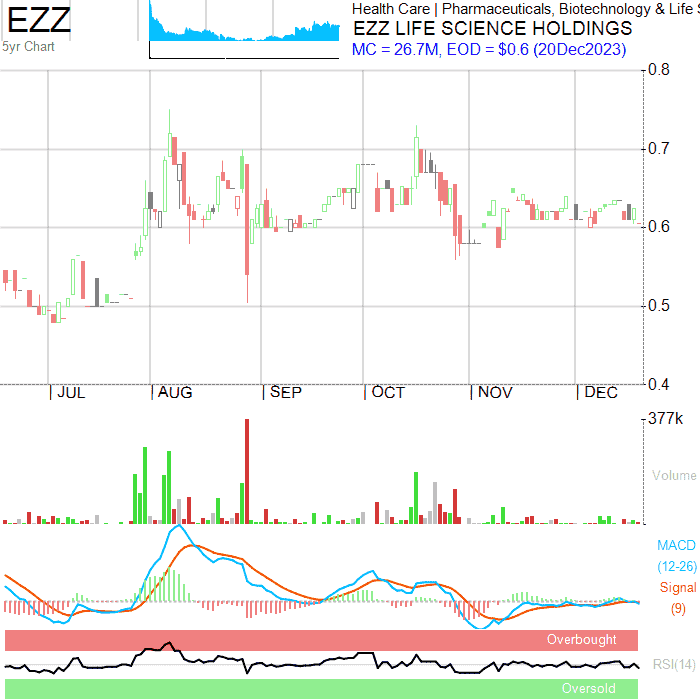 EZZ
5yr Chart
Health Care | Pharmaceuticals, Biotechnology & Life S
EZZ LIFE SCIENCE HOLDINGS
MC = 26.7M, EOD = $0.6 (20Dec2023)
0.8
0.7
0.6
0.5
0.4
| JUL | AUG | SEP | OCT | NOV | DEC
377k
Volume
MACD
(12-26)
Signal
(9)
Overbought
RSI(14)
Oversold